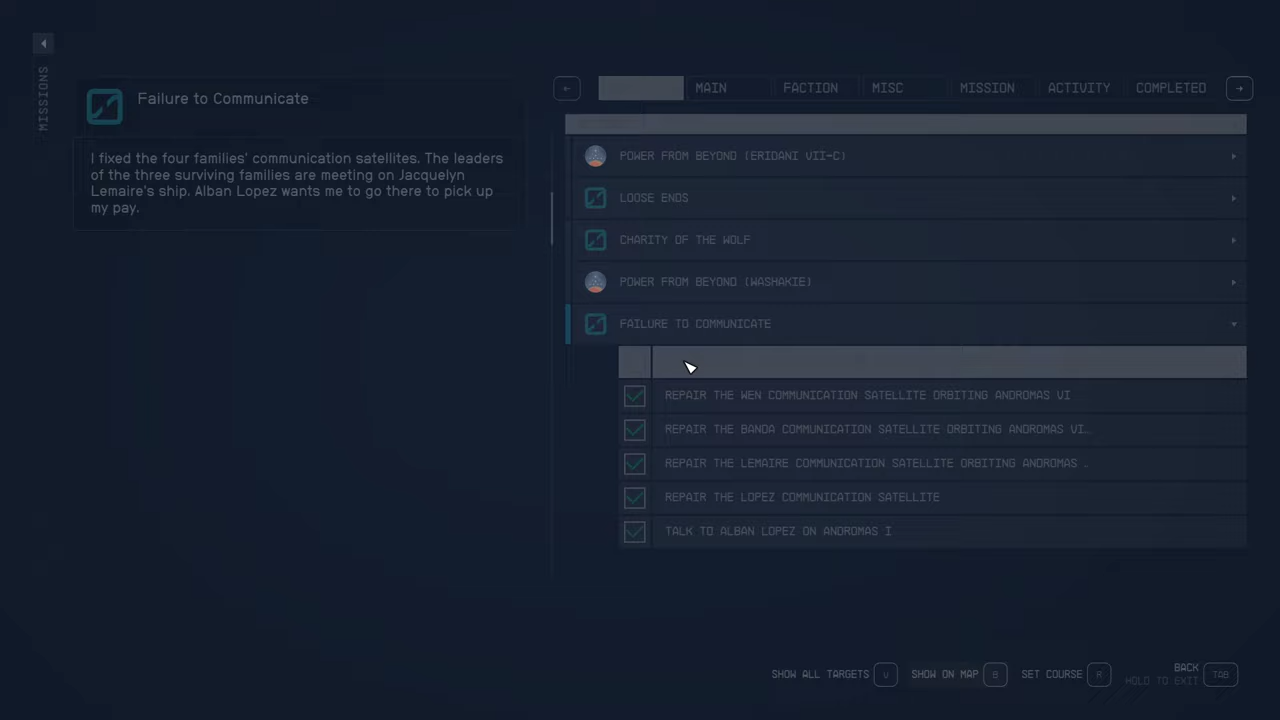 MISSIONS
Failure to Communicate
I fixed the four families' communication satellites. The leaders
of the three surviving families are meeting on Jacquelyn
Lemaire's ship. Alban Lopez wants me to go there to pick up
my pay.
MAIN
FACTION
MISC
MISSION
ACTIVITY
COMPLETED
POWER FROM BEYOND (ERIDANI VII-C)
LOOSE ENDS
CHARITY OF THE WOLF
POWER FROM BEYOND (WASHAKIE)
FAILURE TO COMMUNICATE
REPAIR THE WEN COMMUNICATION SATELLITE ORBITING ANDROMAS VI
REPAIR THE BANDA COMMUNICATION SATELLITE ORBITING ANDROMAS VI..
REPAIR THE LEMAIRE COMMUNICATION SATELLITE ORBITING ANDROMAS .
REPAIR THE LOPEZ COMMUNICATION SATELLITE
TALK TO ALBAN LOPEZ ON ANDROMAS I
SHOW ALL TARGETS V
SHOW ON MAP B
SET COURSE R
BACK
HOLD TO EXIT
TAB